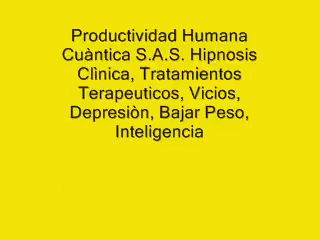 Productividad Humana
Cuàntica S.A.S. Hipnosis
Clìnica, Tratamientos
Terapeuticos, Vicios,
Depresiòn, Bajar Peso,
Inteligencia